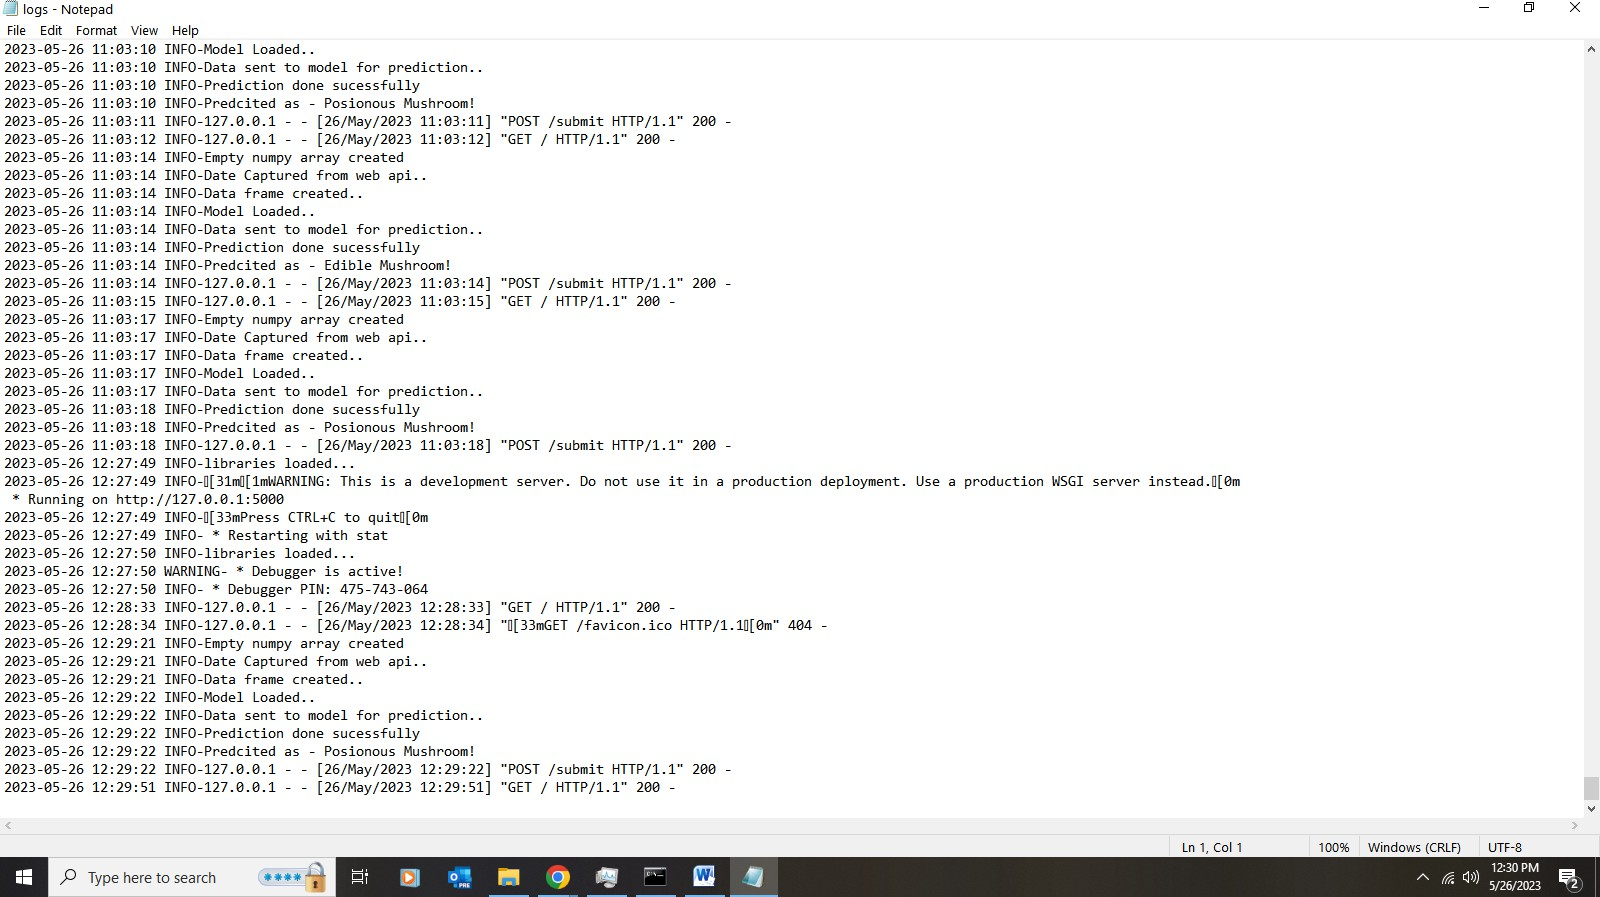 logs - Notepad
File Edit Format View Help
2023-05-26 11:03:10 INFO-Model Loaded..
2023-05-26 11:03:10 INFO-Data sent to model for prediction..
2023-05-26 11:03:10 INFO-Prediction done sucessfully
2023-05-26 11:03:10 INFO-Predcited as - Posionous Mushroom!
2023-05-26 11:03:11 INFO-127.0.0.1 - - [26/May/2023 11:03:11] "POST /submit HTTP/1.1" 200 -
2023-05-26 11:03:12 INFO-127.0.0.1 - - [26/May/2023 11:03:12] "GET / HTTP/1.1" 200 -
2023-05-26 11:03:14 INFO-Empty numpy array created
2023-05-26 11:03:14 INFO-Date Captured from web api..
2023-05-26 11:03:14 INFO-Data frame created..
2023-05-26 11:03:14 INFO-Model Loaded..
2023-05-26 11:03:14 INFO-Data sent to model for prediction..
2023-05-26 11:03:14 INFO-Prediction done sucessfully
2023-05-26 11:03:14 INFO-Predcited as - Edible Mushroom!
2023-05-26 11:03:14 INFO-127.0.0.1 - - [26/May/2023 11:03:14] "POST /submit HTTP/1.1" 200 -
2023-05-26 11:03:15 INFO-127.0.0.1 - - [26/May/2023 11:03:15] "GET / HTTP/1.1" 200 -
2023-05-26 11:03:17 INFO-Empty numpy array created
2023-05-26 11:03:17 INFO-Date Captured from web api..
2023-05-26 11:03:17 INFO-Data frame created..
2023-05-26 11:03:17 INFO-Model Loaded..
2023-05-26 11:03:17 INFO-Data sent to model for prediction..
2023-05-26 11:03:18 INFO-Prediction done sucessfully
2023-05-26 11:03:18 INFO-Predcited as - Posionous Mushroom!
2023-05-26 11:03:18 INFO-127.0.0.1 - - [26/May/2023 11:03:18] "POST /submit HTTP/1.1" 200 -
2023-05-26 12:27:49 INFO-libraries loaded...
2023-05-26 12:27:49 INFO-▯[31m▯[1mWARNING: This is a development server. Do not use it in a production deployment. Use a production WSGI server instead.▯[0m
* Running on http://127.0.0.1:5000
2023-05-26 12:27:49 INFO-▯[33mPress CTRL+C to quit▯[0m
2023-05-26 12:27:49 INFO- * Restarting with stat
2023-05-26 12:27:50 INFO-libraries loaded...
2023-05-26 12:27:50 WARNING- * Debugger is active!
2023-05-26 12:27:50 INFO- * Debugger PIN: 475-743-064
2023-05-26 12:28:33 INFO-127.0.0.1 - - [26/May/2023 12:28:33] "GET / HTTP/1.1" 200 -
2023-05-26 12:28:34 INFO-127.0.0.1 - - [26/May/2023 12:28:34] "▯[33mGET /favicon.ico HTTP/1.1▯[0m" 404 -
2023-05-26 12:29:21 INFO-Empty numpy array created
2023-05-26 12:29:21 INFO-Date Captured from web api..
2023-05-26 12:29:21 INFO-Data frame created..
2023-05-26 12:29:22 INFO-Model Loaded..
2023-05-26 12:29:22 INFO-Data sent to model for prediction..
2023-05-26 12:29:22 INFO-Prediction done sucessfully
2023-05-26 12:29:22 INFO-Predcited as - Posionous Mushroom!
2023-05-26 12:29:22 INFO-127.0.0.1 - - [26/May/2023 12:29:22] "POST /submit HTTP/1.1" 200 -
2023-05-26 12:29:51 INFO-127.0.0.1 - - [26/May/2023 12:29:51] "GET / HTTP/1.1" 200 -
Ln 1, Col 1 100% Windows (CRLF) UTF-8
Type here to search
PRE
12:30 PM
5/26/2023
2